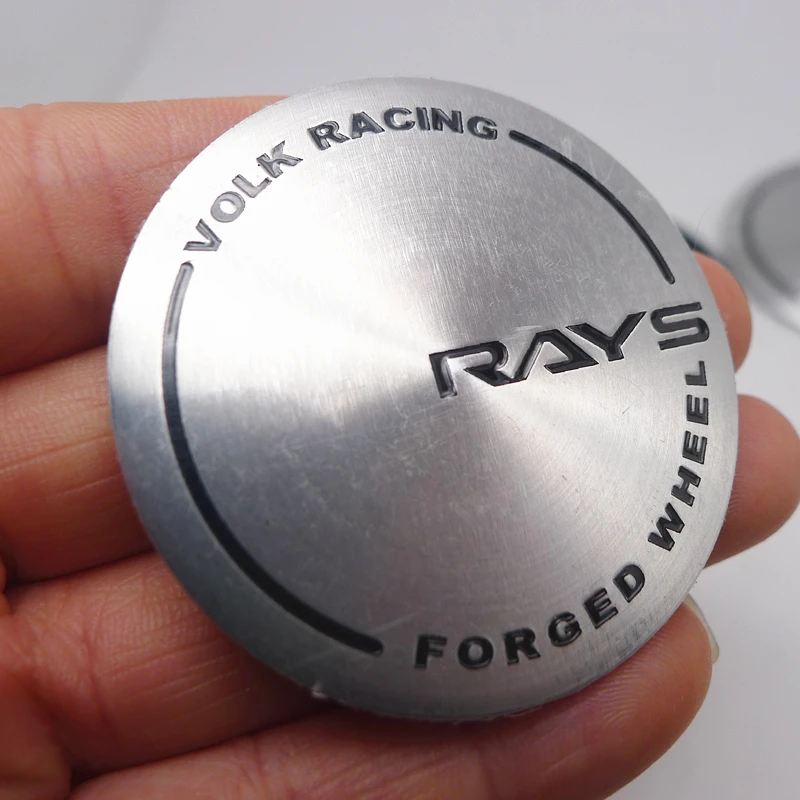 VOLK RACING
RAYS
FORGED WHEEL